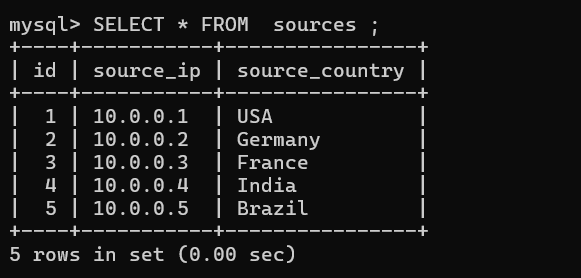 mysql> SELECT * FROM  sources ;
+----+-----------+----------------+
| id | source_ip | source_country |
+----+-----------+----------------+
|  1 | 10.0.0.1  | USA            |
|  2 | 10.0.0.2  | Germany        |
|  3 | 10.0.0.3  | France         |
|  4 | 10.0.0.4  | India          |
|  5 | 10.0.0.5  | Brazil         |
+----+-----------+----------------+
5 rows in set (0.00 sec)